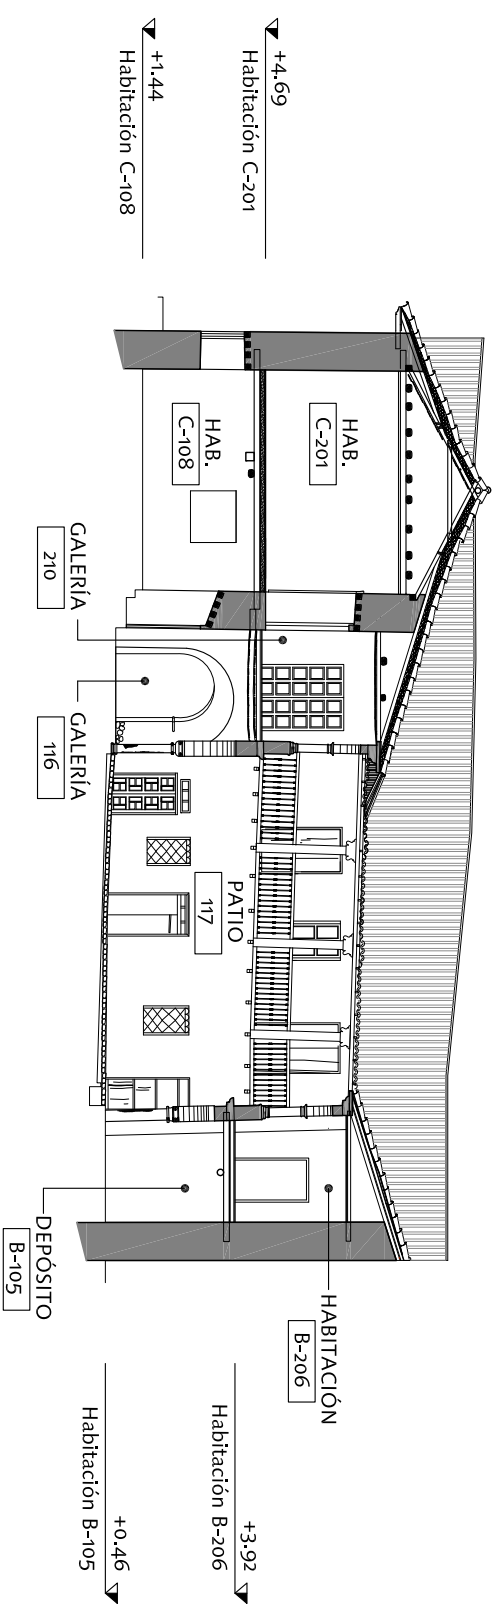 +4.69
Habitación C-201
+1.44
Habitación C-108
HAB.
C-201
HAB.
C-108
GALERÍA
210
GALERÍA
116
PATIO
117
HABITACIÓN
B-206
DEPÓSITO
B-105
+3.92
Habitación B-206
+0.46
Habitación B-105